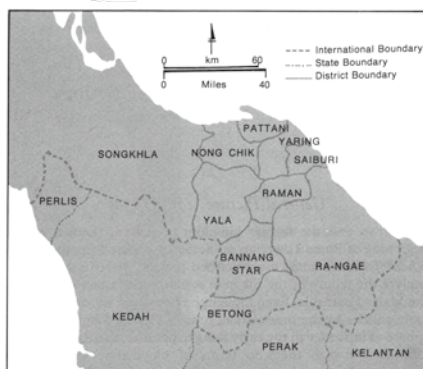 0 60
km
0 40
Miles
International Boundary
State Boundary
District Boundary
PATTANI
YARING
SONGKHLA
NONG CHIK
SAIBURI
PERLIS
RAMAN
YALA
BANNANG
STAR
RA-NGAE
KEDAH
BETONG
PERAK
KELANTAN